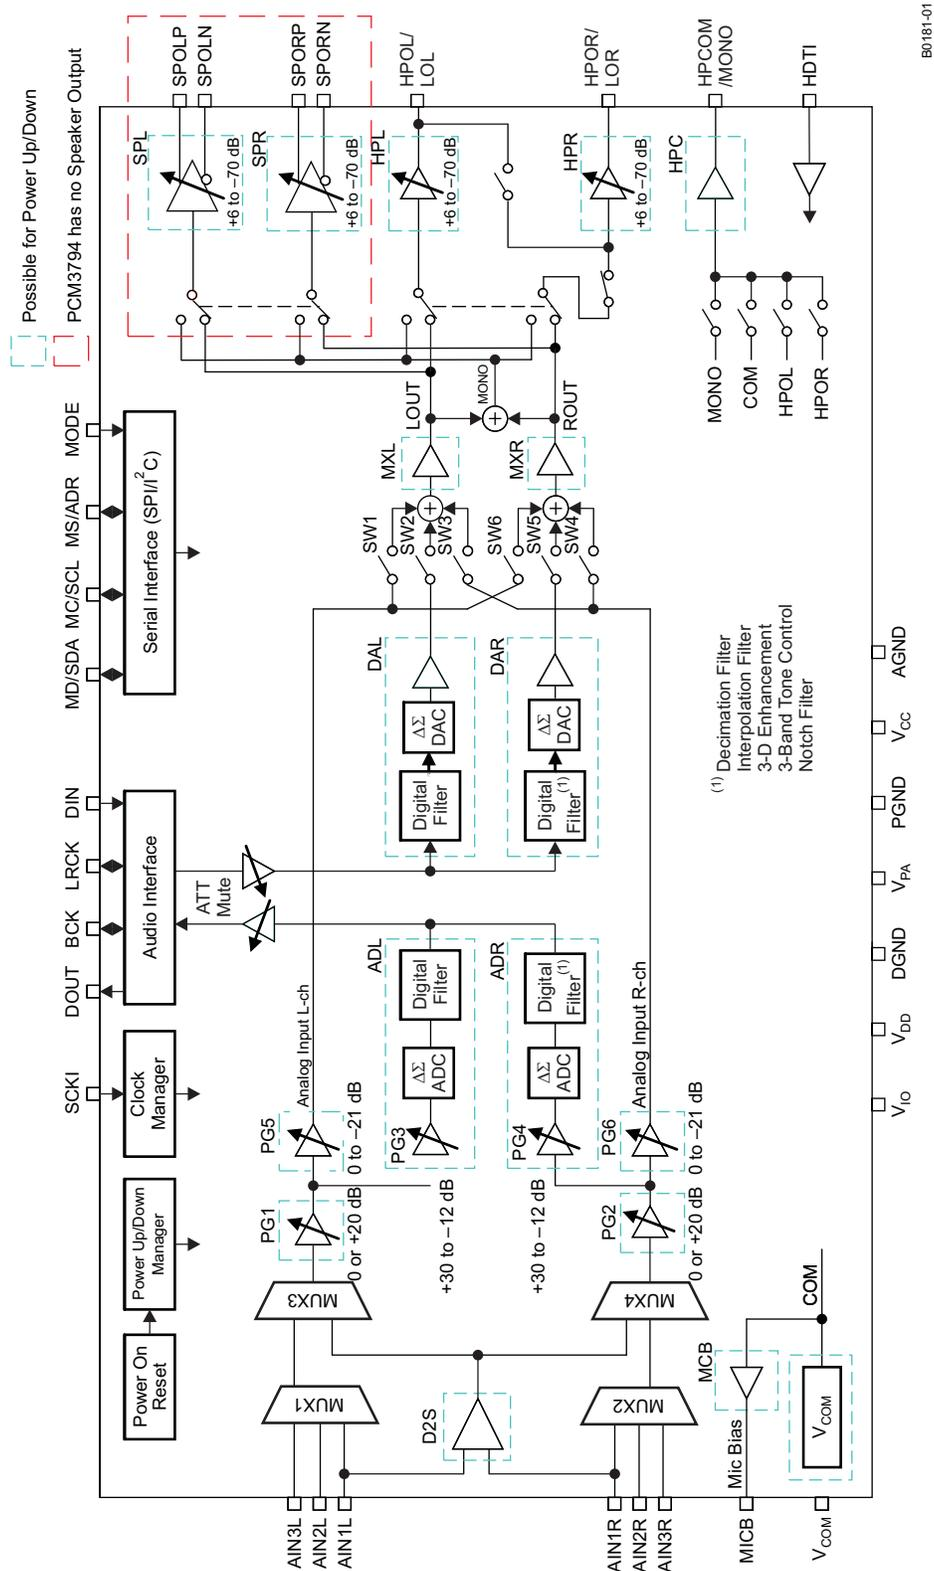 Possible for Power Up/Down
PCM3794 has no Speaker Output
SCKI
DOUT
BCK
LRCK
DIN
MD/SDA
MC/SCL
MS/ADR
MODE
Power On
Reset
Power Up/Down
Manager
Clock
Manager
Audio Interface
Serial Interface (SPI/I²C)
ATT
Mute
AIN3L
AIN2L
AIN1L
MUX1
MUX3
PG1
0 or +20 dB
PG5
0 to –21 dB
Analog Input L-ch
D2S
+30 to –12 dB
PG3
ΔΣ
ADC
Digital
Filter
ADL
Digital
Filter
ΔΣ
DAC
DAL
SW1
SW2
SW3
MXL
LOUT
MONO
+30 to –12 dB
PG4
ΔΣ
ADC
Digital
Filter(1)
ADR
Digital
Filter(1)
ΔΣ
DAC
DAR
SW6
SW5
SW4
MXR
ROUT
AIN1R
AIN2R
AIN3R
MUX2
MUX4
PG2
0 or +20 dB
PG6
0 to –21 dB
Analog Input R-ch
SPL
+6 to –70 dB
SPOLP
SPOLN
SPR
+6 to –70 dB
SPORP
SPORN
HPL
+6 to –70 dB
HPOL/
LOL
HPR
+6 to –70 dB
HPOR/
LOR
HPC
HPCOM
/MONO
HDTI
MONO
COM
HPOL
HPOR
MICB
Mic Bias
MCB
VCOM
VCOM
COM
(1) Decimation Filter
Interpolation Filter
3-D Enhancement
3-Band Tone Control
Notch Filter
VIO
VDD
DGND
VPA
PGND
VCC
AGND
B0181-01